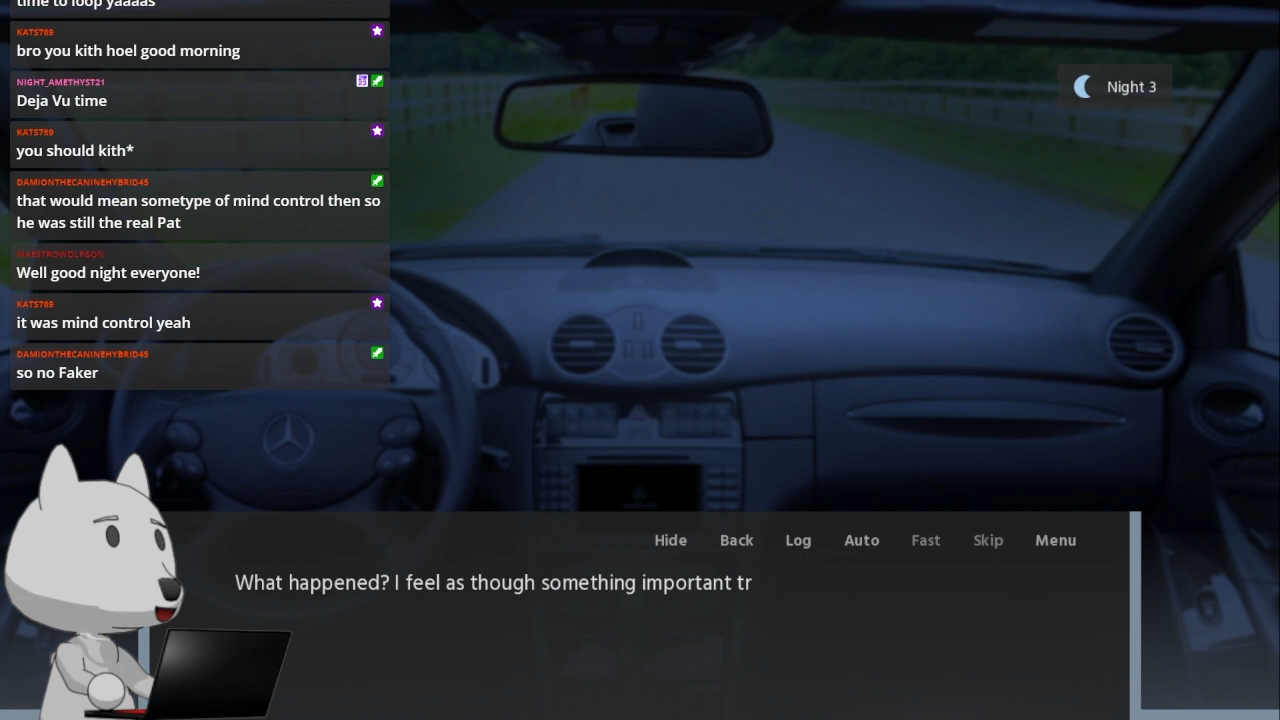 time to loop yaaaas
KATS789
bro you kith hoel good morning
NIGHT_AMETHYST21
Deja Vu time
KATS789
you should kith*
DAMIONTHECANINEHYBRID45
that would mean sometype of mind control then so
he was still the real Pat
MAESTROWOLFGON
Well good night everyone!
KATS789
it was mind control yeah
DAMIONTHECANINEHYBRID45
so no Faker
Night 3
Hide Back Log Auto Fast Skip Menu
What happened? I feel as though something important tr